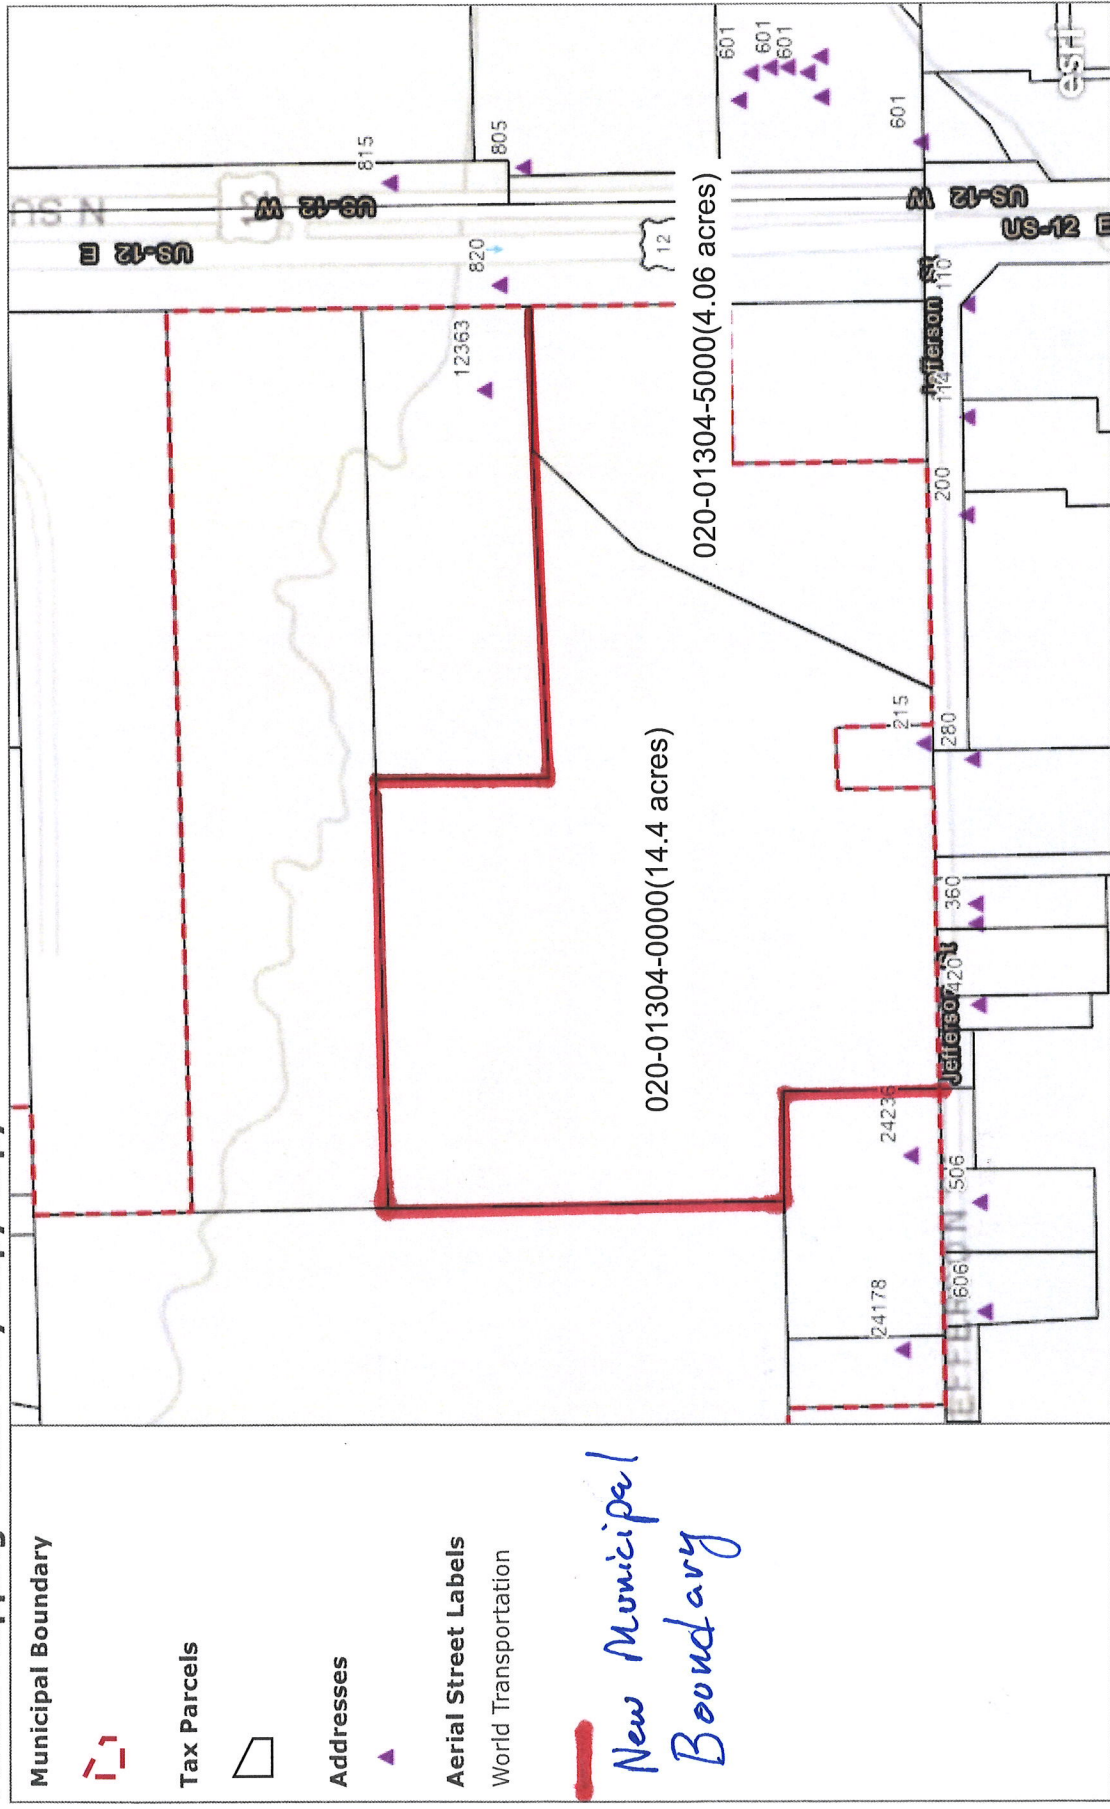 Municipal Boundary
Tax Parcels
Addresses
Aerial Street Labels
World Transportation
New Municipal
Boundary
US-12 E
US-12 W
12
815
805
820
12
12363
601
601
601
601
020-01304-5000(4.06 acres)
020-01304-0000(14.4 acres)
US-12 W
US-12 E
Jefferson St
110
114
200
215
280
360
420
Jefferson St
24236
506
606
24178
JEFFERSON
esri